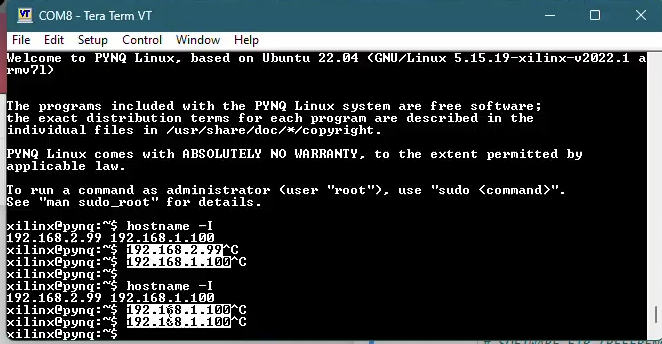 COM8 - Tera Term VT
File Edit Setup Control Window Help
Welcome to PYNQ Linux, based on Ubuntu 22.04 (GNU/Linux 5.15.19-xilinx-v2022.1 a
rmv7l)
The programs included with the PYNQ Linux system are free software;
the exact distribution terms for each program are described in the
individual files in /usr/share/doc/*/copyright.
PYNQ Linux comes with ABSOLUTELY NO WARRANTY, to the extent permitted by
applicable law.
To run a command as administrator (user "root"), use "sudo <command>".
See "man sudo_root" for details.
xilinx@pynq:~$ hostname -I
192.168.2.99 192.168.1.100
xilinx@pynq:~$ 192.168.2.99^C
xilinx@pynq:~$ 192.168.1.100^C
xilinx@pynq:~$
xilinx@pynq:~$ hostname -I
192.168.2.99 192.168.1.100
xilinx@pynq:~$ 192.168.1.100^C
xilinx@pynq:~$ 192.168.1.100^C
xilinx@pynq:~$